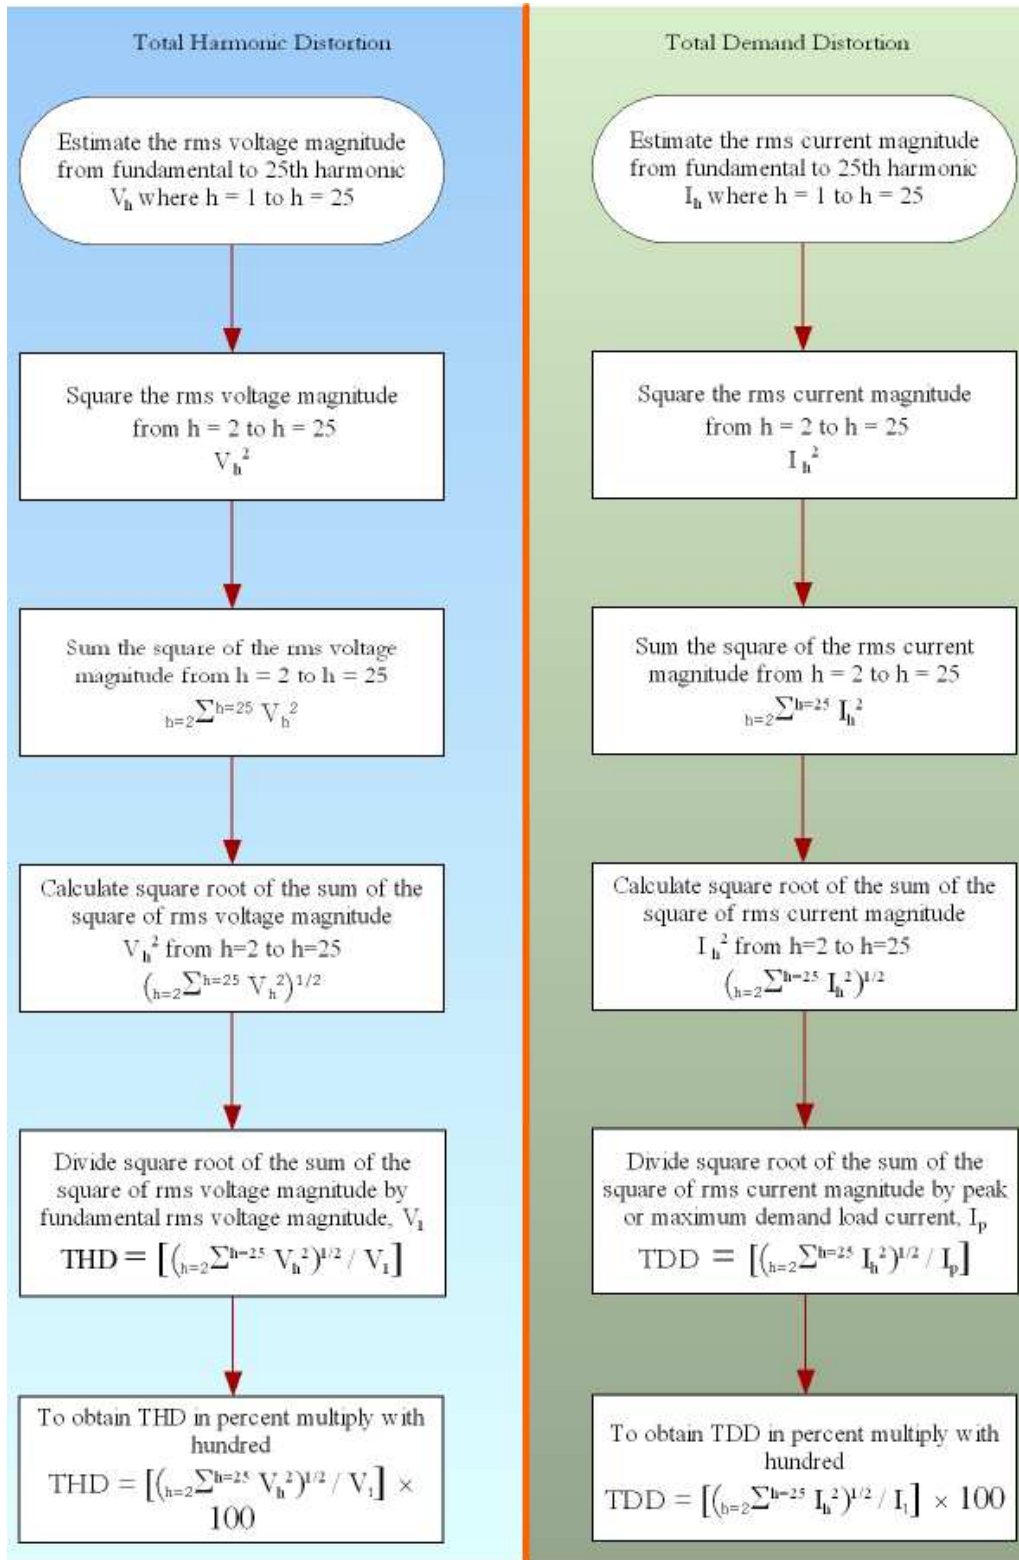 Total Harmonic Distortion
Estimate the rms voltage magnitude
from fundamental to 25th harmonic
Vₕ where h = 1 to h = 25
Square the rms voltage magnitude
from h = 2 to h = 25
Vₕ²
Sum the square of the rms voltage
magnitude from h = 2 to h = 25
ₕ₌₂∑ʰ⁼²⁵ Vₕ²
Calculate square root of the sum of the
square of rms voltage magnitude
Vₕ² from h=2 to h=25
(ₕ₌₂∑ʰ⁼²⁵ Vₕ²)¹/²
Divide square root of the sum of the
square of rms voltage magnitude by
fundamental rms voltage magnitude, V₁
THD = [(ₕ₌₂∑ʰ⁼²⁵ Vₕ²)¹/² / V₁]
To obtain THD in percent multiply with
hundred
THD = [(ₕ₌₂∑ʰ⁼²⁵ Vₕ²)¹/² / V₁] ×
100
Total Demand Distortion
Estimate the rms current magnitude
from fundamental to 25th harmonic
Iₕ where h = 1 to h = 25
Square the rms current magnitude
from h = 2 to h = 25
Iₕ²
Sum the square of the rms current
magnitude from h = 2 to h = 25
ₕ₌₂∑ʰ⁼²⁵ Iₕ²
Calculate square root of the sum of the
square of rms current magnitude
Iₕ² from h=2 to h=25
(ₕ₌₂∑ʰ⁼²⁵ Iₕ²)¹/²
Divide square root of the sum of the
square of rms current magnitude by peak
or maximum demand load current, Iₚ
TDD = [(ₕ₌₂∑ʰ⁼²⁵ Iₕ²)¹/² / Iₚ]
To obtain TDD in percent multiply with
hundred
TDD = [(ₕ₌₂∑ʰ⁼²⁵ Iₕ²)¹/² / I₁] × 100